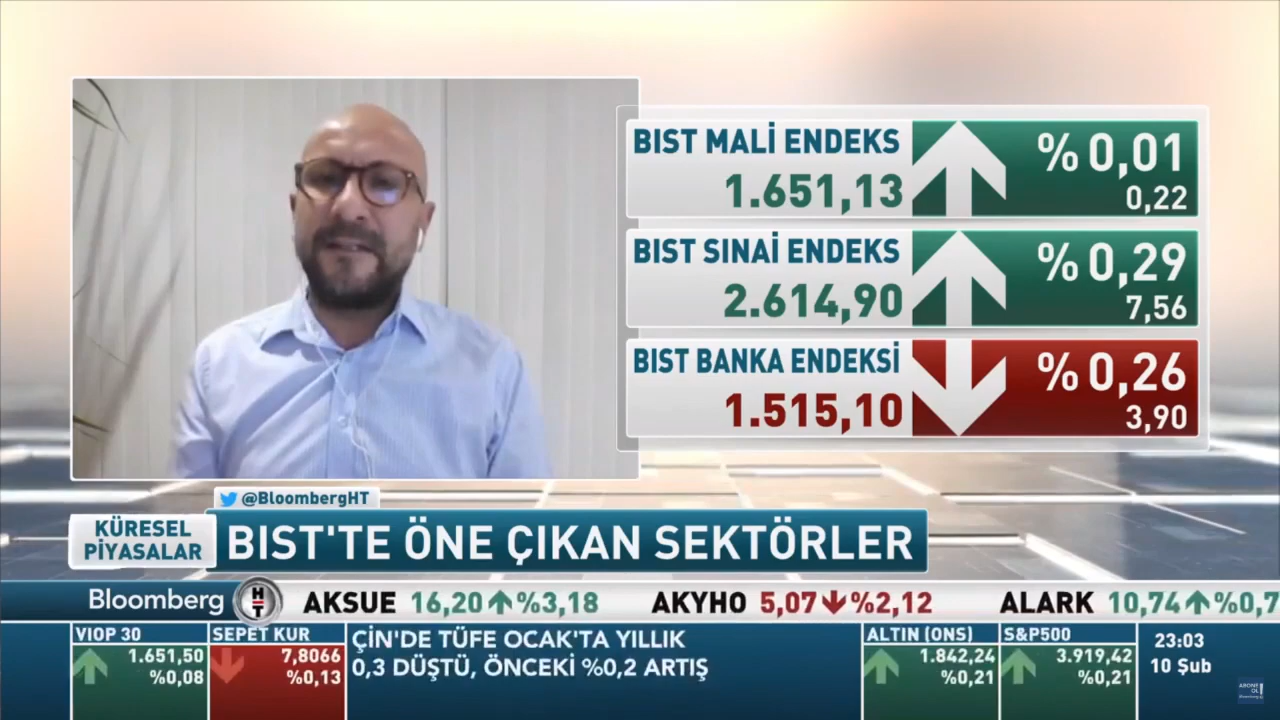 BIST MALİ ENDEKS
1.651,13
% 0,01
0,22
BIST SINAİ ENDEKS
2.614,90
% 0,29
7,56
BIST BANKA ENDEKSİ
1.515,10
% 0,26
3,90
@BloombergHT
KÜRESEL
PİYASALAR
BIST'TE ÖNE ÇIKAN SEKTÖRLER
Bloomberg HT
AKSUE 16,20 %3,18 AKYHO 5,07 %2,12 ALARK 10,74 %0,7
VIOP 30
1.651,50
%0,08
SEPET KUR
7,8066
%0,13
ÇİN'DE TÜFE OCAK'TA YILLIK
0,3 DÜŞTÜ, ÖNCEKİ %0,2 ARTIŞ
ALTIN (ONS)
1.842,24
%0,21
S&P500
3.919,42
%0,21
23:03
10 Şub
ABONE
OL!